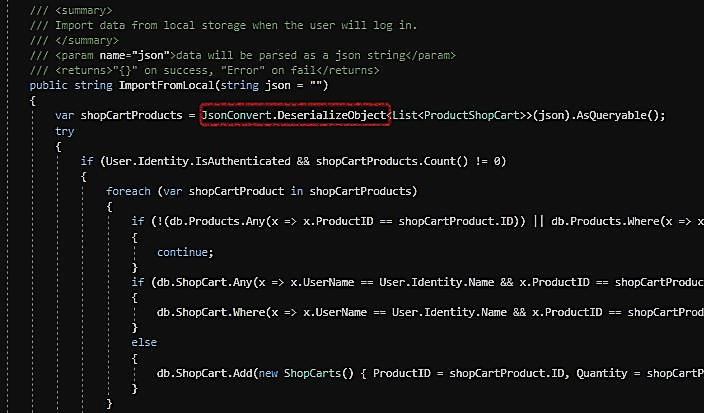 /// <summary>
/// Import data from local storage when the user will log in.
/// </summary>
/// <param name="json">data will be parsed as a json string</param>
/// <returns>"{}" on success, "Error" on fail</returns>
public string ImportFromLocal(string json = "")
{
var shopCartProducts = JsonConvert.DeserializeObject<List<ProductShopCart>>(json).AsQueryable();
try
{
if (User.Identity.IsAuthenticated && shopCartProducts.Count() != 0)
{
foreach (var shopCartProduct in shopCartProducts)
{
if (!(db.Products.Any(x => x.ProductID == shopCartProduct.ID)) || db.Products.Where(x => x
{
continue;
}
if (db.ShopCart.Any(x => x.UserName == User.Identity.Name && x.ProductID == shopCartProduc
{
db.ShopCart.Where(x => x.UserName == User.Identity.Name && x.ProductID == shopCartProd
}
else
{
db.ShopCart.Add(new ShopCarts() { ProductID = shopCartProduct.ID, Quantity = shopCartP
}
}